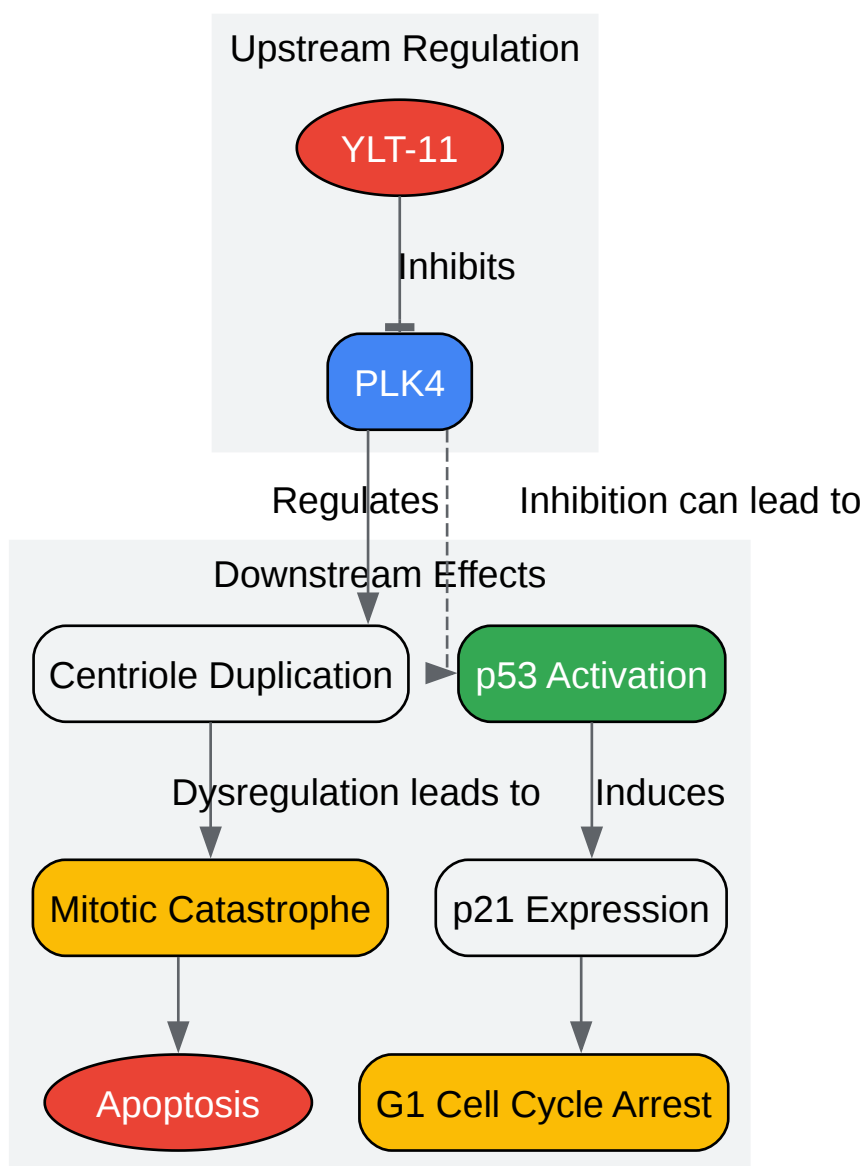 Upstream Regulation
YLT-11
Inhibits
PLK4
Regulates
Inhibition can lead to
Downstream Effects
Centriole Duplication
p53 Activation
Dysregulation leads to
Induces
Mitotic Catastrophe
p21 Expression
Apoptosis
G1 Cell Cycle Arrest